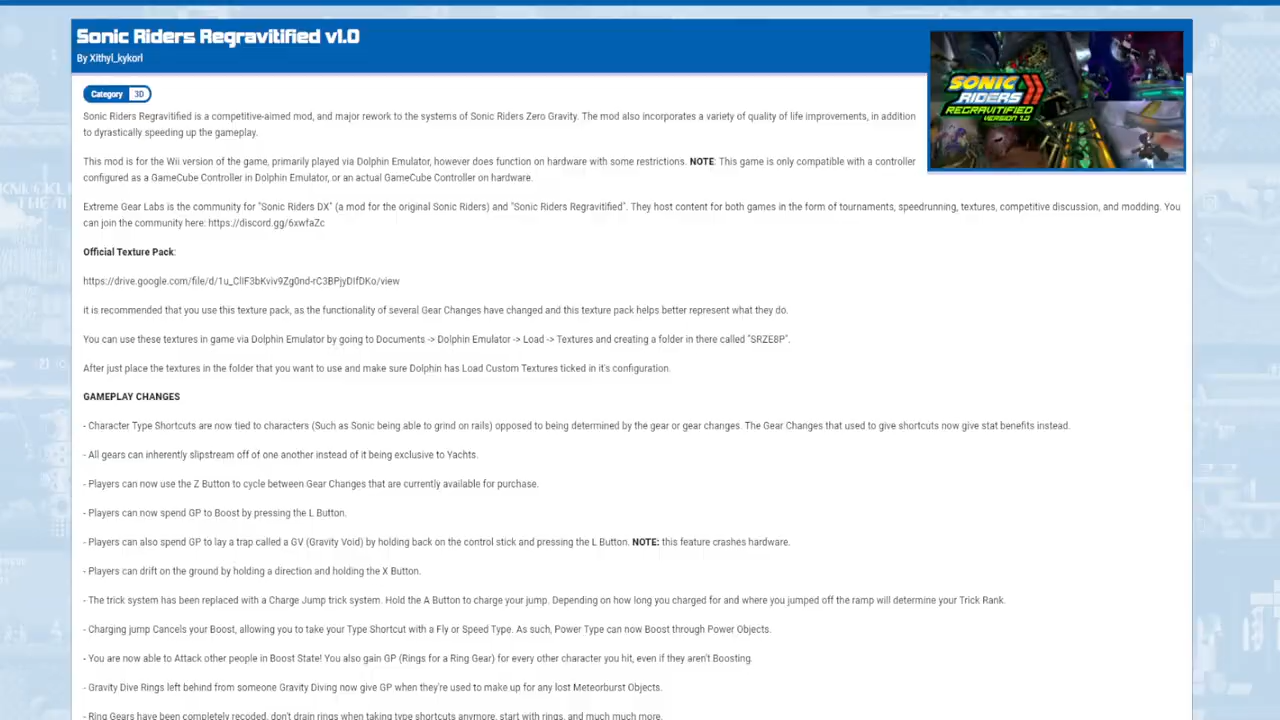 Sonic Riders Regravitified v1.0
By Xithyl_kykorl
Category 3D
SONIC
RIDERS
REGRAVITIFIED
VERSION 1.0
Sonic Riders Regravitified is a competitive-aimed mod, and major rework to the systems of Sonic Riders Zero Gravity. The mod also incorporates a variety of quality of life improvements, in addition
to dyrastically speeding up the gameplay.
This mod is for the Wii version of the game, primarily played via Dolphin Emulator, however does function on hardware with some restrictions. NOTE: This game is only compatible with a controller
configured as a GameCube Controller in Dolphin Emulator, or an actual GameCube Controller on hardware.
Extreme Gear Labs is the community for "Sonic Riders DX" (a mod for the original Sonic Riders) and "Sonic Riders Regravitified". They host content for both games in the form of tournaments, speedrunning, textures, competitive discussion, and modding. You
can join the community here: https://discord.gg/6xwfaZc
Official Texture Pack:
https://drive.google.com/file/d/1u_ClIF3bKviv9Zg0nd-rC3BPjyDIfDKo/view
it is recommended that you use this texture pack, as the functionality of several Gear Changes have changed and this texture pack helps better represent what they do.
You can use these textures in game via Dolphin Emulator by going to Documents -> Dolphin Emulator -> Load -> Textures and creating a folder in there called "SRZE8P".
After just place the textures in the folder that you want to use and make sure Dolphin has Load Custom Textures ticked in it's configuration.
GAMEPLAY CHANGES
- Character Type Shortcuts are now tied to characters (Such as Sonic being able to grind on rails) opposed to being determined by the gear or gear changes. The Gear Changes that used to give shortcuts now give stat benefits instead.
- All gears can inherently slipstream off of one another instead of it being exclusive to Yachts.
- Players can now use the Z Button to cycle between Gear Changes that are currently available for purchase.
- Players can now spend GP to Boost by pressing the L Button.
- Players can also spend GP to lay a trap called a GV (Gravity Void) by holding back on the control stick and pressing the L Button. NOTE: this feature crashes hardware.
- Players can drift on the ground by holding a direction and holding the X Button.
- The trick system has been replaced with a Charge Jump trick system. Hold the A Button to charge your jump. Depending on how long you charged for and where you jumped off the ramp will determine your Trick Rank.
- Charging jump Cancels your Boost, allowing you to take your Type Shortcut with a Fly or Speed Type. As such, Power Type can now Boost through Power Objects.
- You are now able to Attack other people in Boost State! You also gain GP (Rings for a Ring Gear) for every other character you hit, even if they aren't Boosting.
- Gravity Dive Rings left behind from someone Gravity Diving now give GP when they're used to make up for any lost Meteorburst Objects.
- Ring Gears have been completely recoded, don't drain rings when taking type shortcuts anymore, start with rings, and much much more.